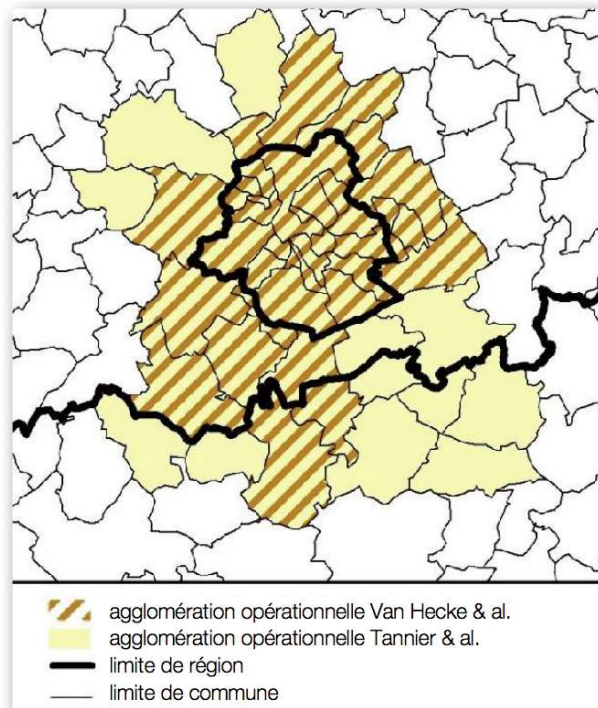 agglomération opérationnelle Van Hecke & al.
agglomération opérationnelle Tannier & al.
limite de région
limite de commune